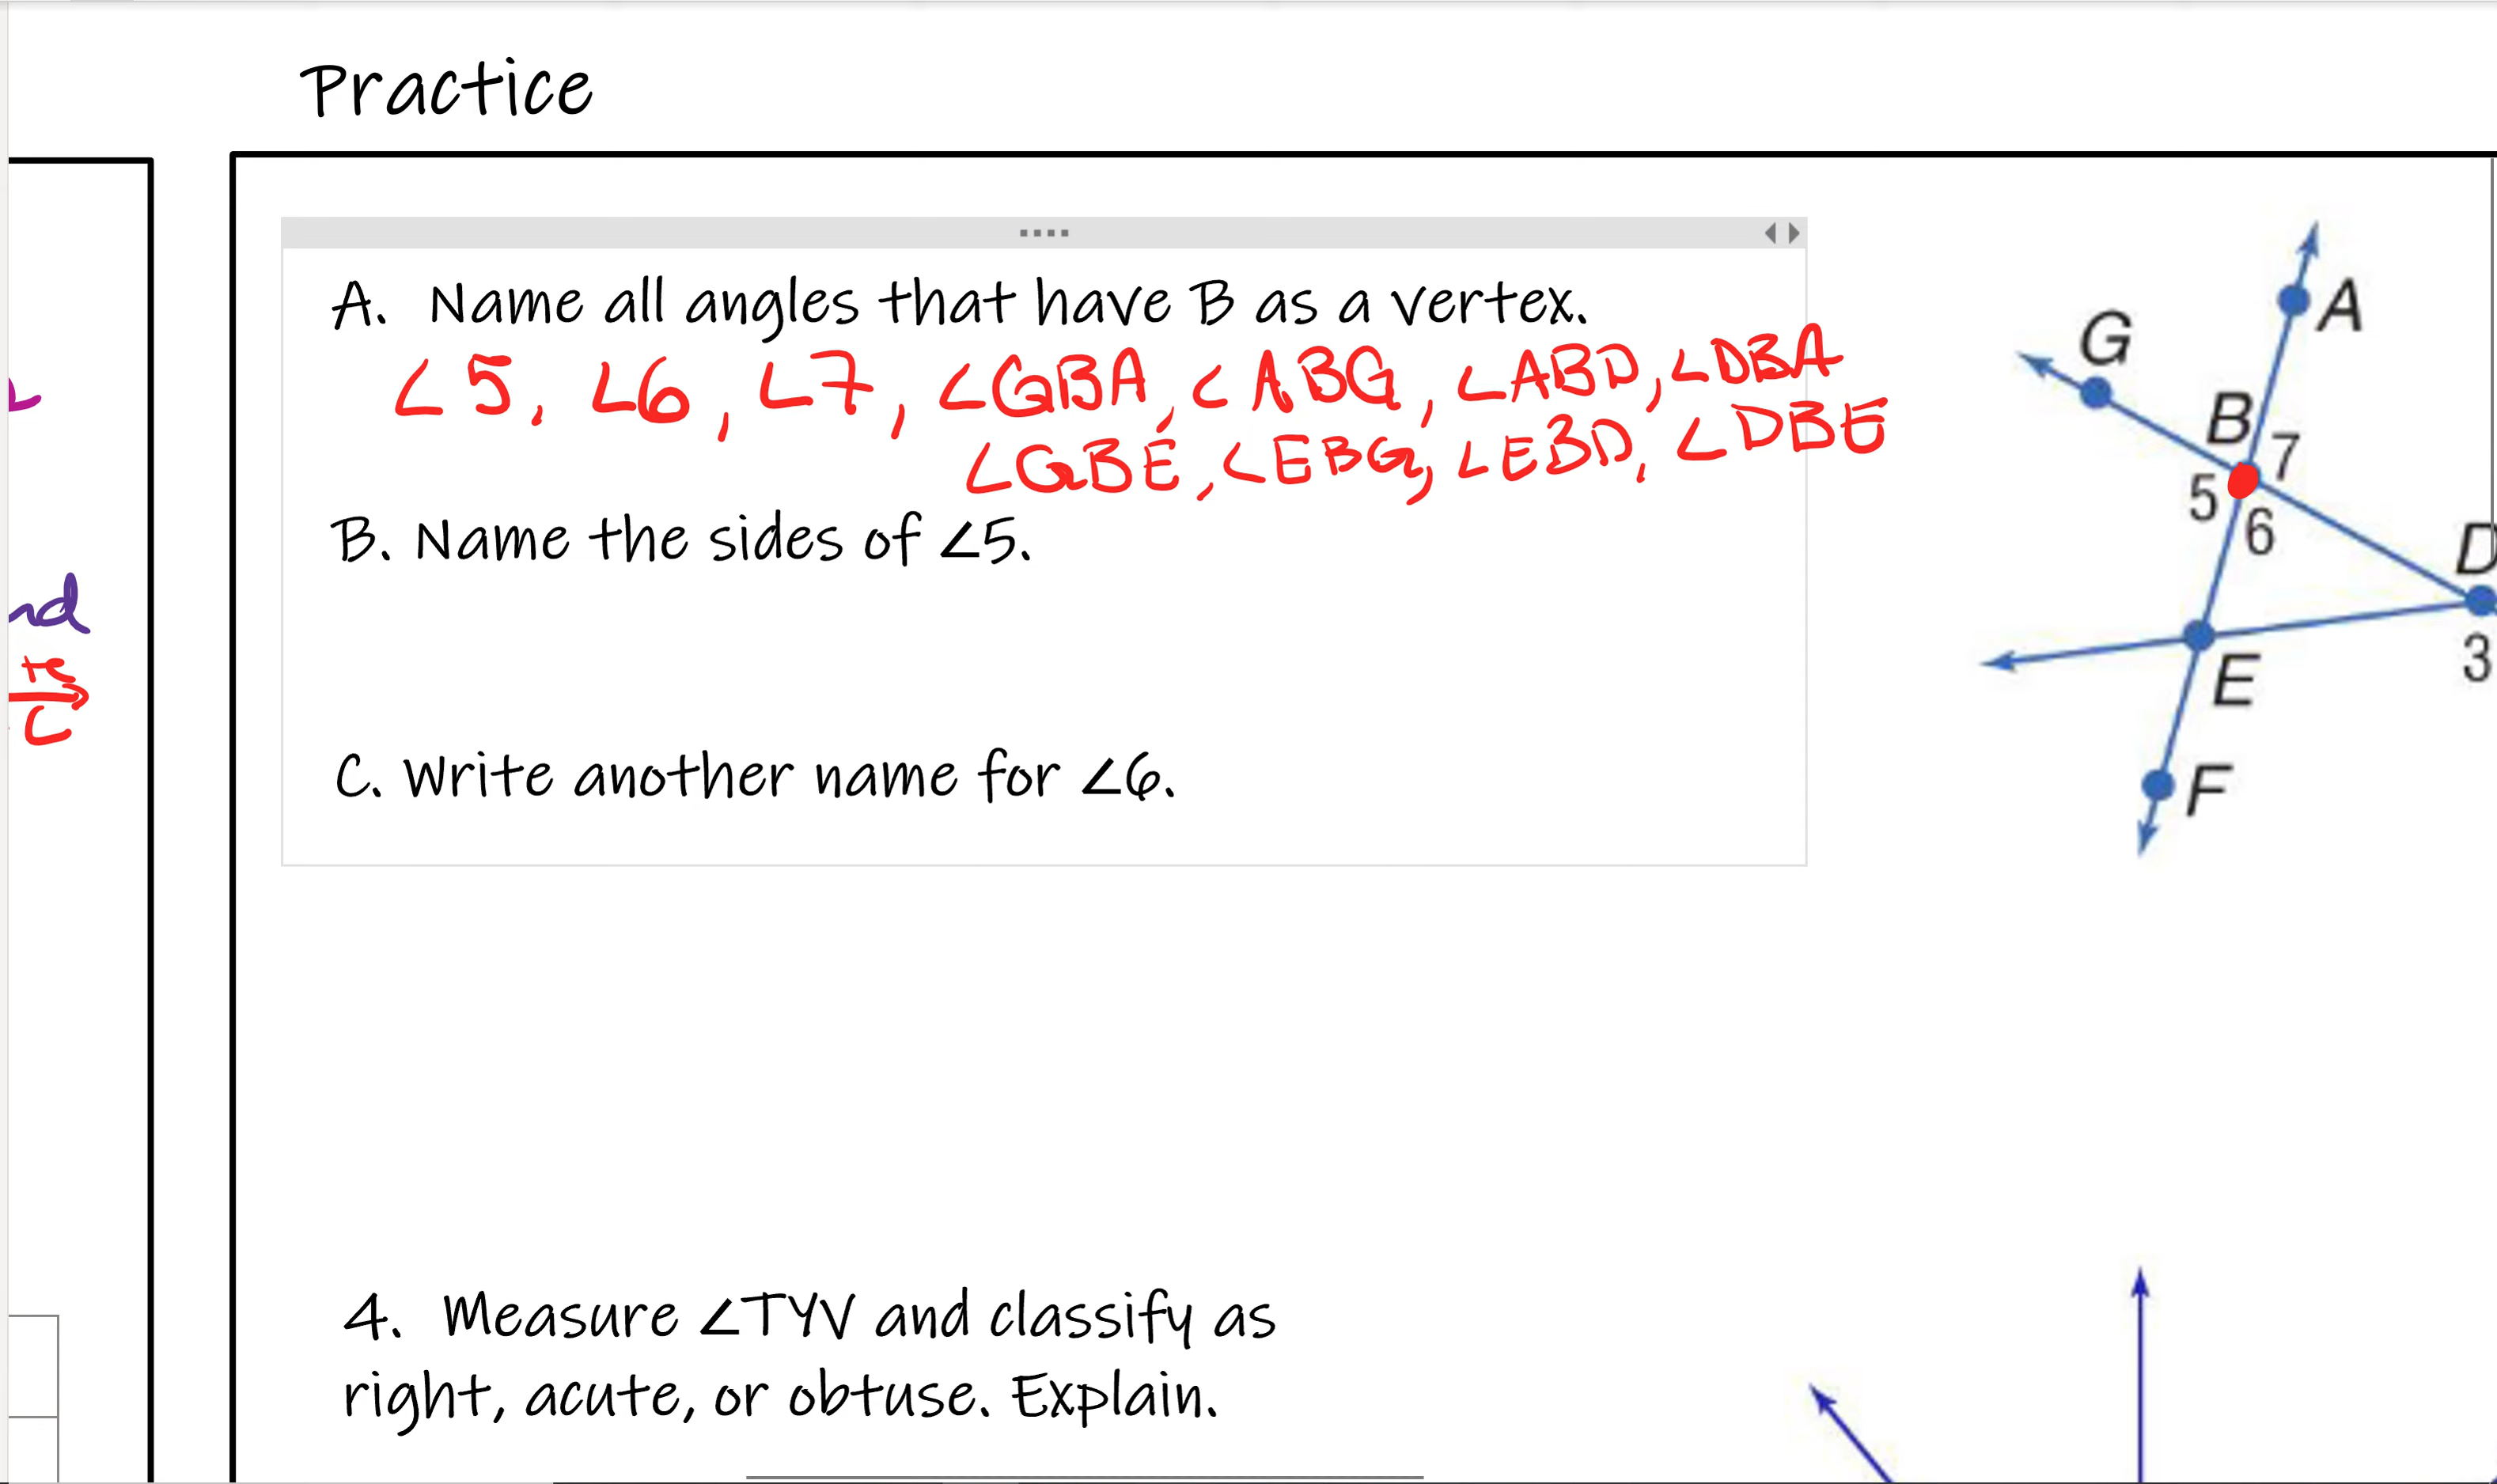 Practice
A. Name all angles that have B as a vertex.
∠5, ∠6, ∠7, ∠GBA, ∠ABG, ∠ABD, ∠DBA
∠GBE, ∠EBG, ∠EBD, ∠DBE
B. Name the sides of ∠5.
C. Write another name for ∠6.
4. Measure ∠TYV and classify as
right, acute, or obtuse. Explain.
A
G
B
7
5
6
D
3
E
F
nd
te
C